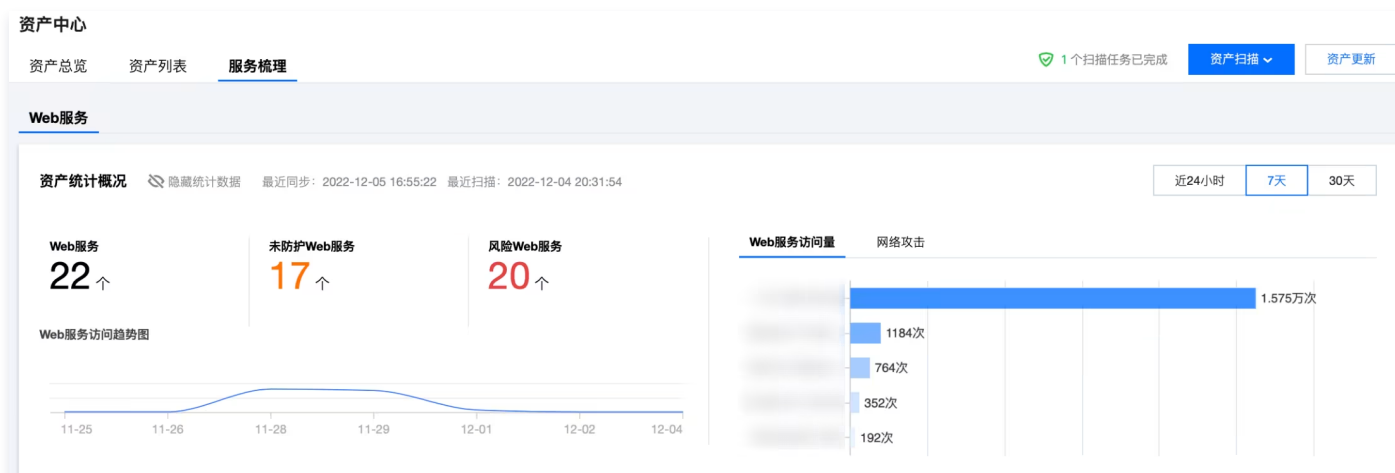 资产中心
资产总览 资产列表 服务梳理 1 个扫描任务已完成 资产扫描 资产更新
Web服务
资产统计概况 隐藏统计数据 最近同步：2022-12-05 16:55:22 最近扫描：2022-12-04 20:31:54 近24小时 7天 30天
Web服务 未防护Web服务 风险Web服务
22 个 17 个 20 个
Web服务访问趋势图
11-25 11-26 11-28 11-29 12-01 12-02 12-04
Web服务访问量 网络攻击
1.575万次
1184次
764次
352次
192次